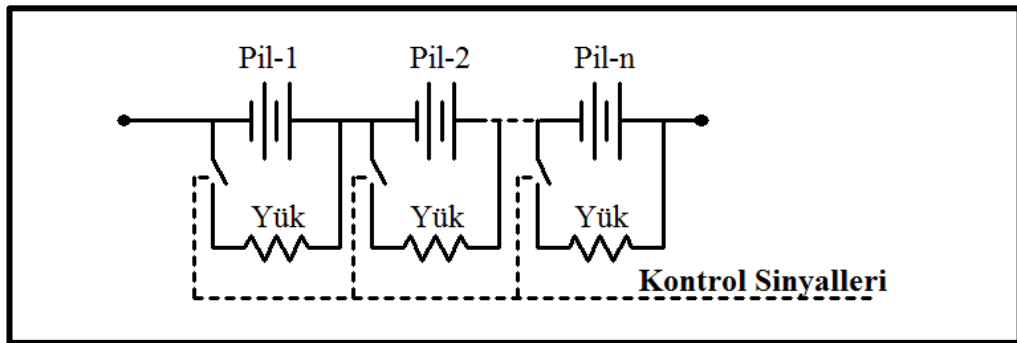 Pil-1 Pil-2 Pil-n
Yük Yük Yük
Kontrol Sinyalleri